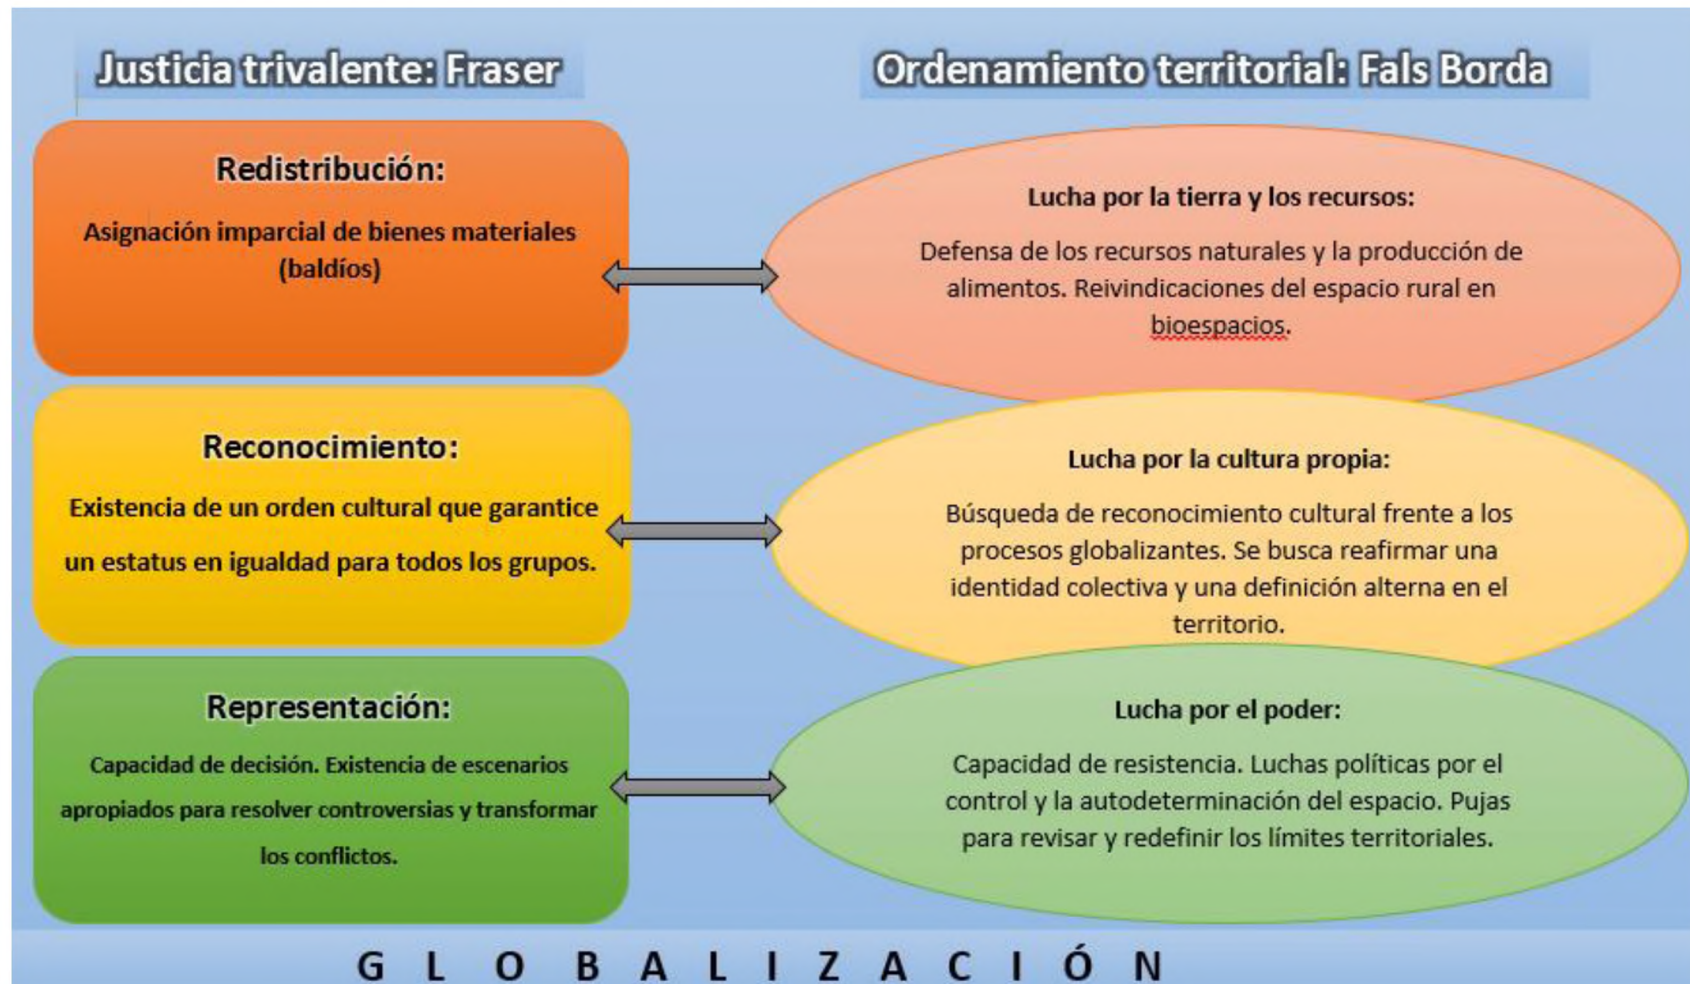 Justicia trivalente: Fraser
Ordenamiento territorial: Fals Borda
Redistribución:
Asignación imparcial de bienes materiales
(baldíos)
Lucha por la tierra y los recursos:
Defensa de los recursos naturales y la producción de
alimentos. Reivindicaciones del espacio rural en
bioespacios.
Reconocimiento:
Existencia de un orden cultural que garantice
un estatus en igualdad para todos los grupos.
Lucha por la cultura propia:
Búsqueda de reconocimiento cultural frente a los
procesos globalizantes. Se busca reafirmar una
identidad colectiva y una definición alterna en el
territorio.
Representación:
Capacidad de decisión. Existencia de escenarios
apropiados para resolver controversias y transformar
los conflictos.
Lucha por el poder:
Capacidad de resistencia. Luchas políticas por el
control y la autodeterminación del espacio. Pujas
para revisar y redefinir los límites territoriales.
G L O B A L I Z A C I Ó N